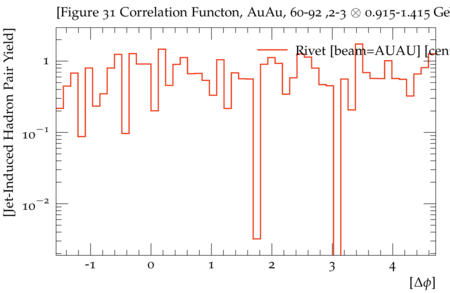 [Figure 31 Correlation Functon, AuAu, 60-92 ,2-3 ⊗ 0.915-1.415 Ge
Rivet [beam=AUAU] [cen
[Jet-Induced Hadron Pair Yield]
1
10⁻¹
10⁻²
-1 0 1 2 3 4
[Δϕ]